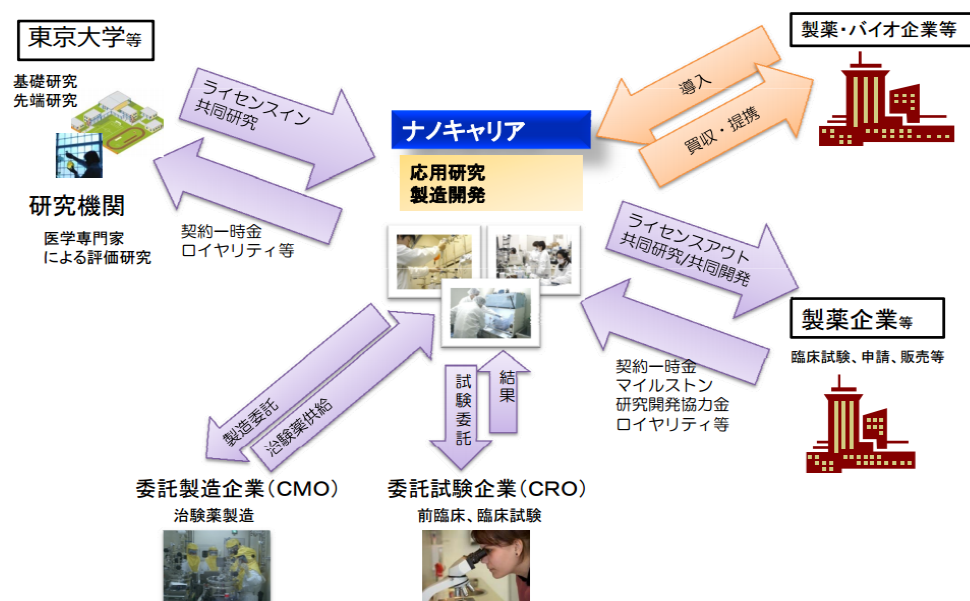 東京大学等
基礎研究
先端研究
研究機関
医学専門家
による評価研究
ライセンスイン
共同研究
契約一時金
ロイヤリティ等
ナノキャリア
応用研究
製造開発
製薬・バイオ企業等
導入
買収・提携
ライセンスアウト
共同研究/共同開発
製薬企業等
臨床試験、申請、販売等
契約一時金
マイルストン
研究開発協力金
ロイヤリティ等
製造委託
治験薬供給
試験委託
結果
委託製造企業(CMO)
治験薬製造
委託試験企業(CRO)
前臨床、臨床試験